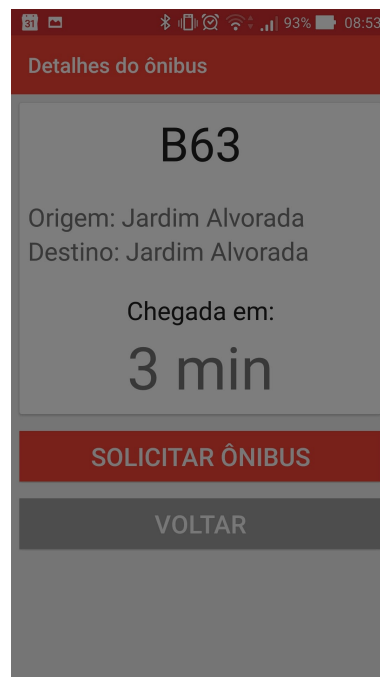 31 93% 08:53
Detalhes do ônibus
B63
Origem: Jardim Alvorada
Destino: Jardim Alvorada
Chegada em:
3 min
SOLICITAR ÔNIBUS
VOLTAR